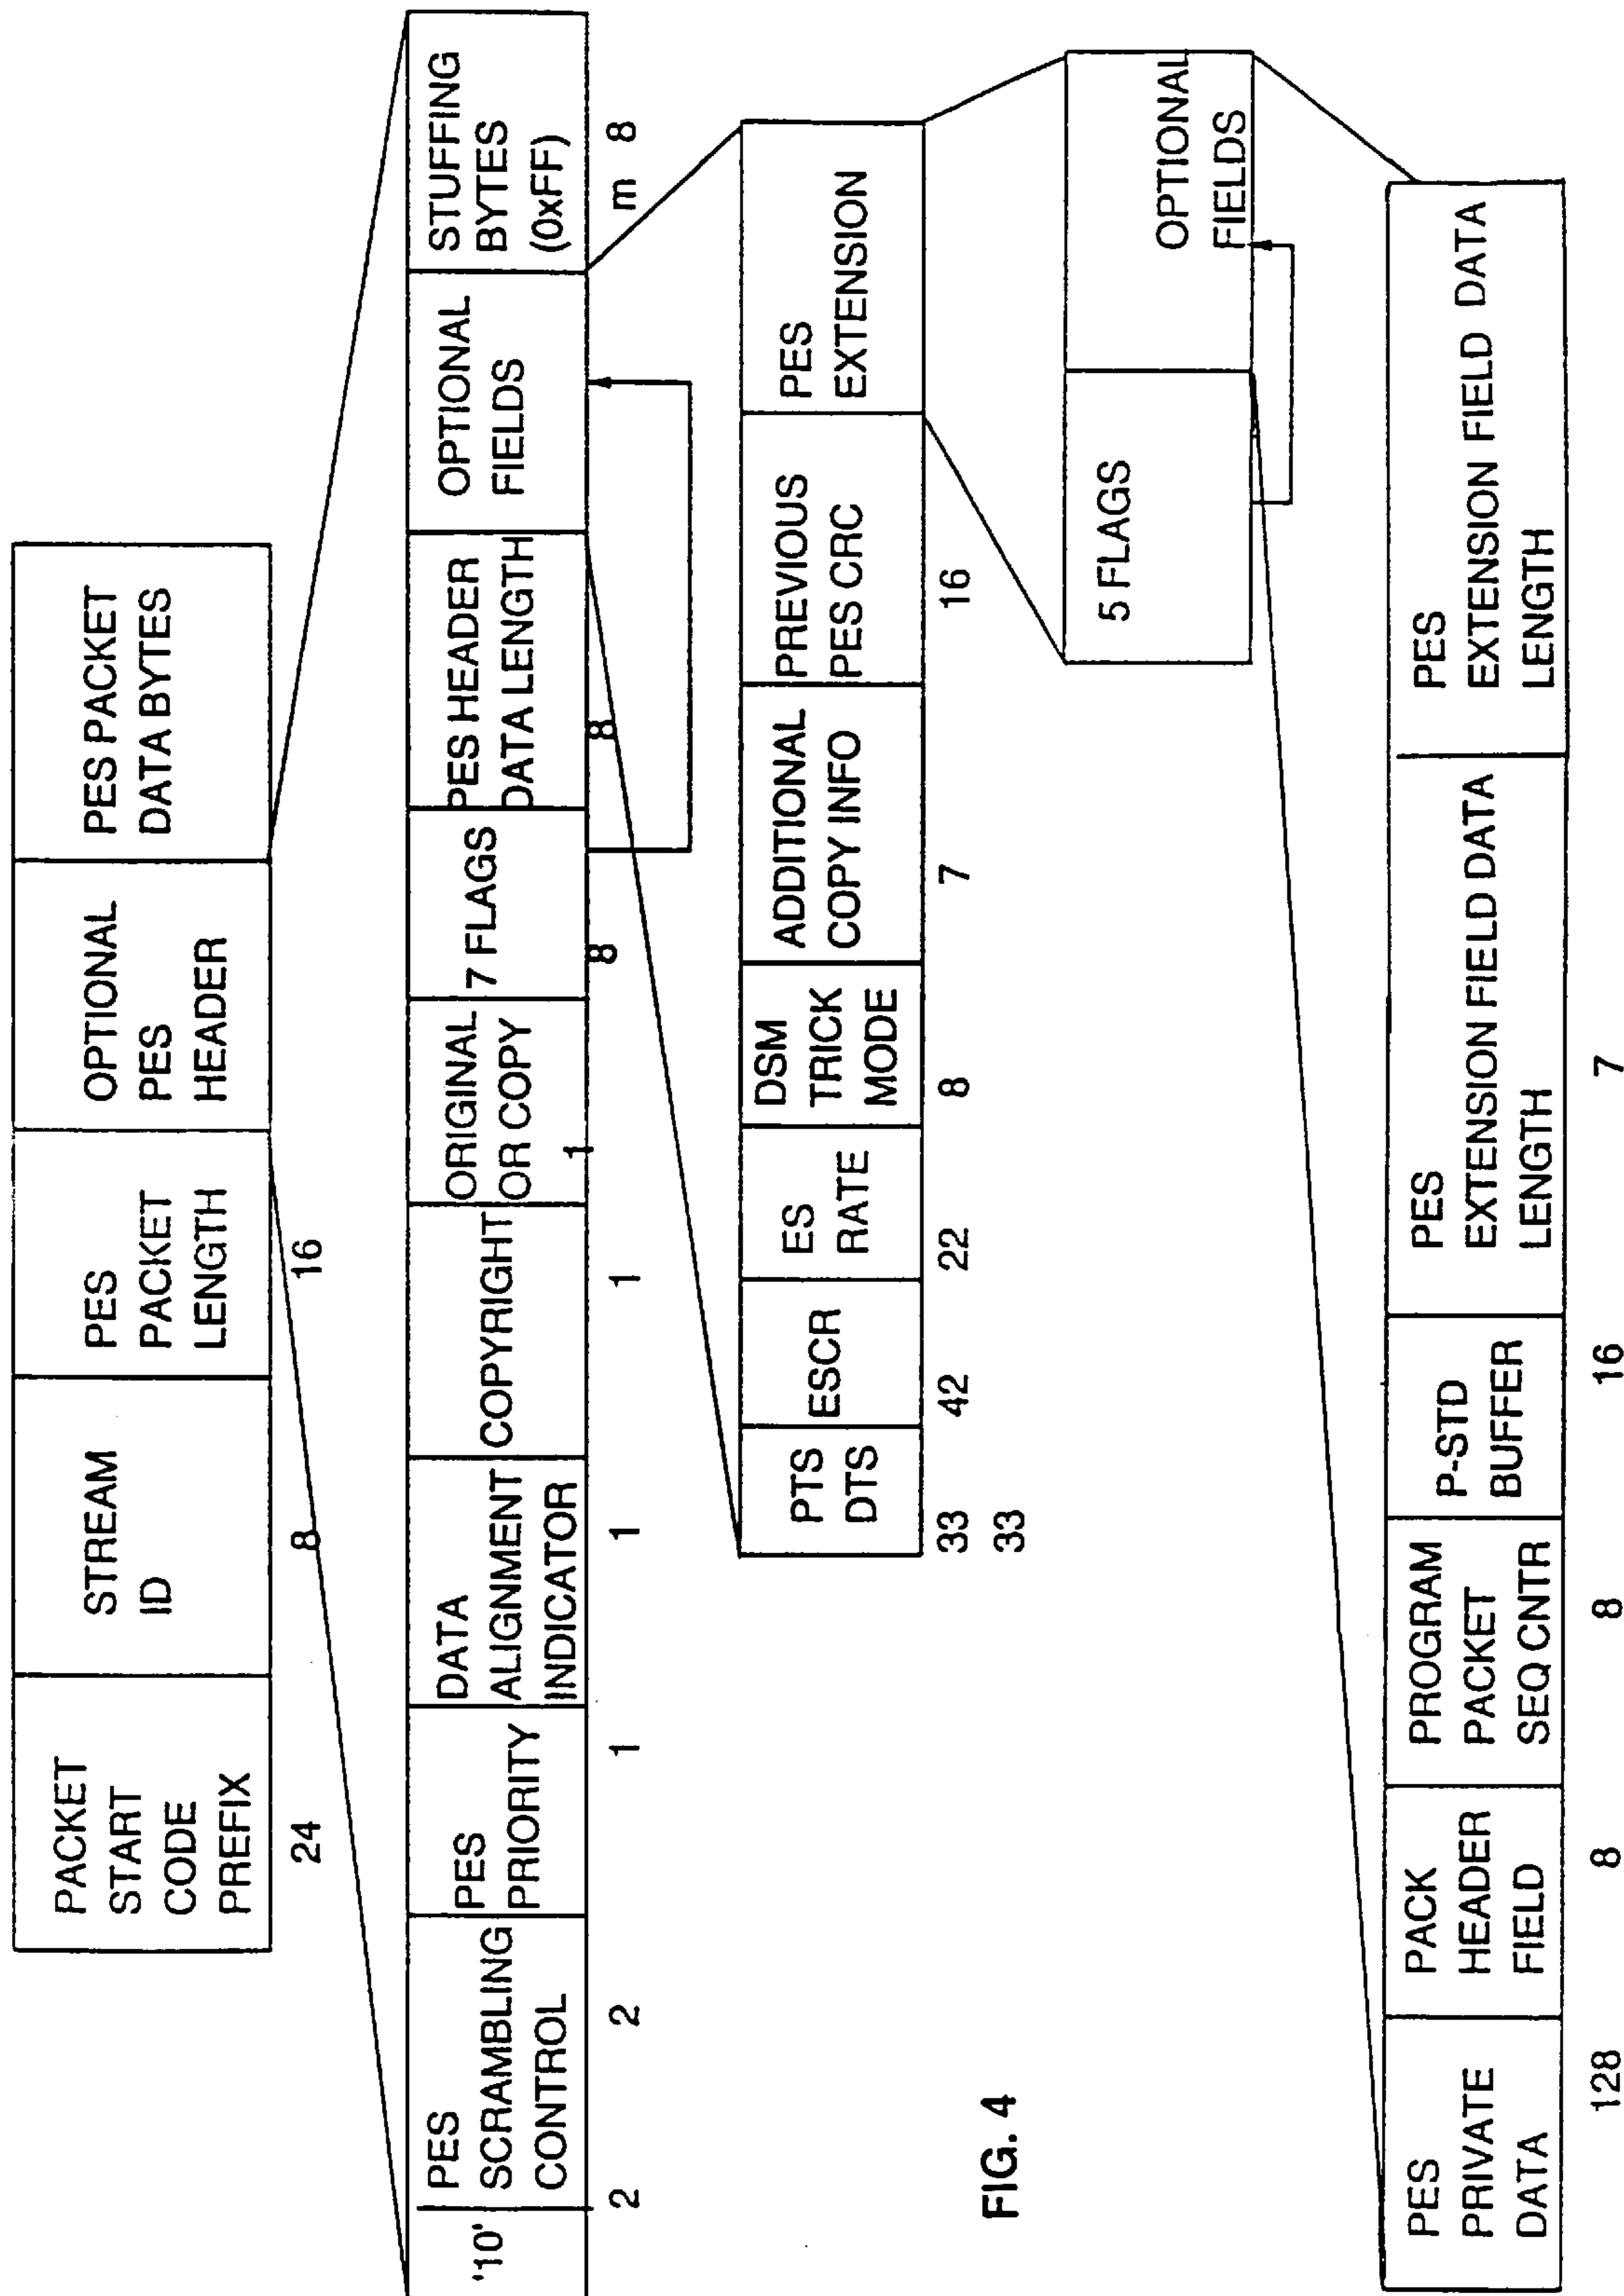 PACKET
START
CODE
PREFIX
STREAM
ID
PES
PACKET
LENGTH
OPTIONAL
PES
HEADER
PES PACKET
DATA BYTES
24
8
16
'10'
PES
SCRAMBLING
CONTROL
PES
PRIORITY
DATA
ALIGNMENT
INDICATOR
COPYRIGHT
ORIGINAL
OR COPY
7 FLAGS
PES HEADER
DATA LENGTH
OPTIONAL
FIELDS
STUFFING
BYTES
(0xFF)
2
2
1
1
1
1
8
8
m 8
PTS
DTS
ESCR
ES
RATE
DSM
TRICK
MODE
ADDITIONAL
COPY INFO
PREVIOUS
PES CRC
PES
EXTENSION
33
33
42
22
8
7
16
5 FLAGS
OPTIONAL
FIELDS
PES
PRIVATE
DATA
PACK
HEADER
FIELD
PROGRAM
PACKET
SEQ CNTR
P-STD
BUFFER
PES
EXTENSION FIELD DATA
LENGTH
PES
EXTENSION FIELD DATA
LENGTH
128
8
8
16
7
FIG. 4